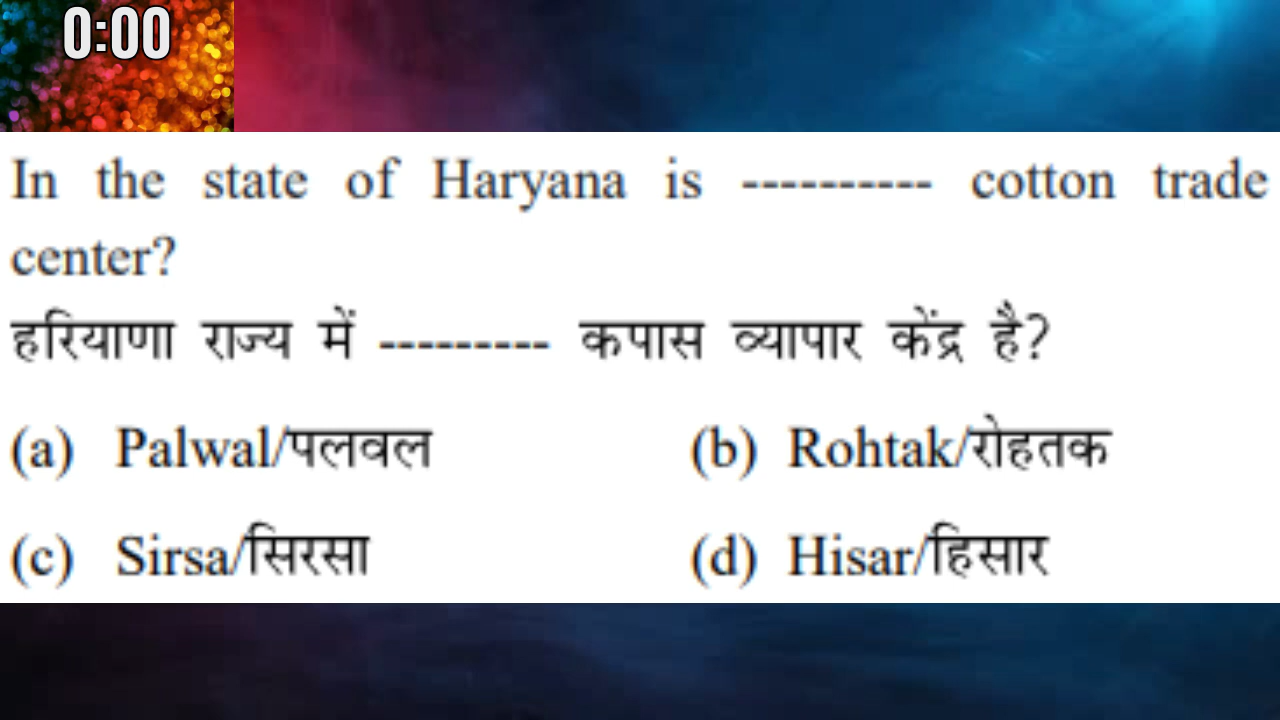 0:00
In the state of Haryana is ---------- cotton trade
center?
हरियाणा राज्य में --------- कपास व्यापार केंद्र है?
(a) Palwal/पलवल (b) Rohtak/रोहतक
(c) Sirsa/सिरसा (d) Hisar/हिसार